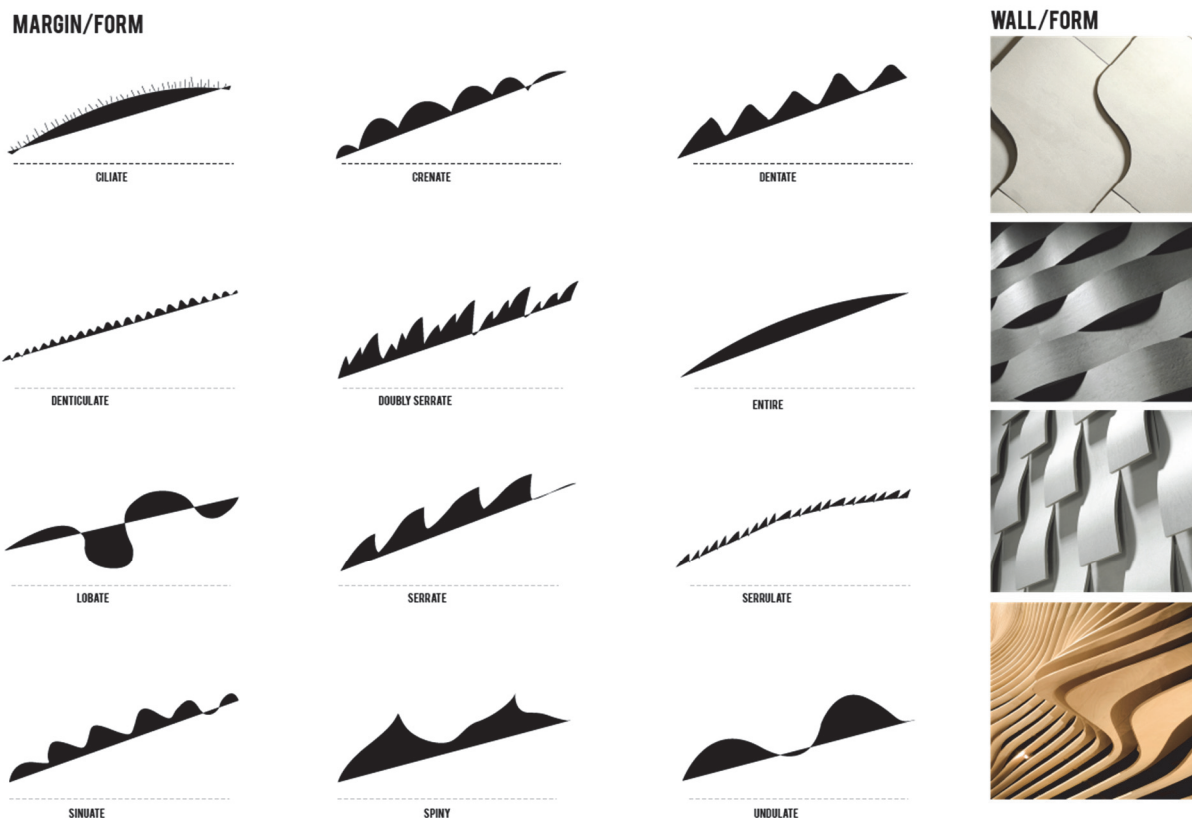 MARGIN/FORM
WALL/FORM
CILIATE
CRENATE
DENTATE
DENTICULATE
DOUBLY SERRATE
ENTIRE
LOBATE
SERRATE
SERRULATE
SINUATE
SPINY
UNDULATE